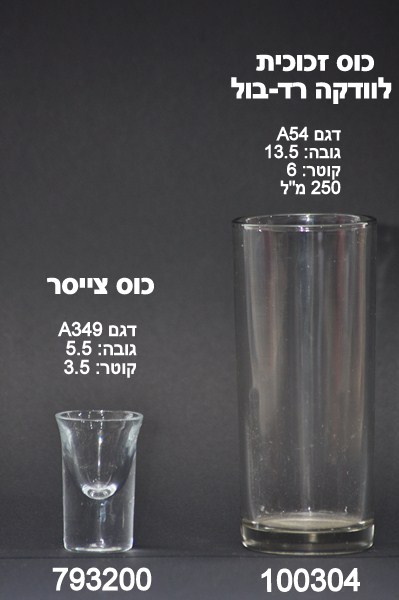 כוס זכוכית
לוודקה רד-בול
דגם A54
גובה: 13.5
קוטר: 6
250 מ"ל
כוס צייסר
דגם A349
גובה: 5.5
קוטר: 3.5
793200
100304